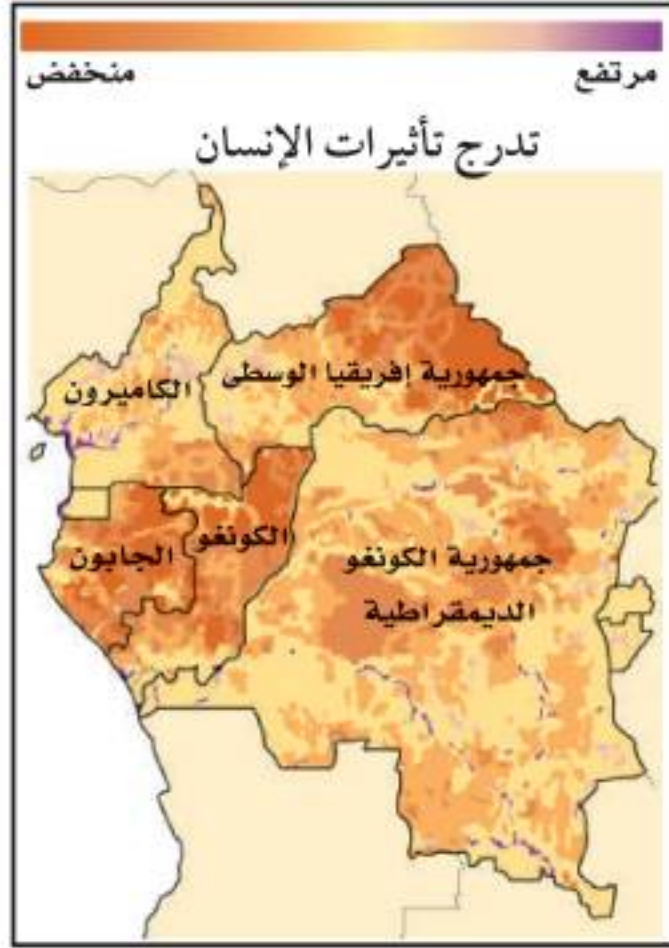 مرتفع
منخفض
تدرج تأثيرات الإنسان
جمهورية إفريقيا الوسطى
الكاميرون
الكونغو
الجابون
جمهورية الكونغو
الديمقراطية